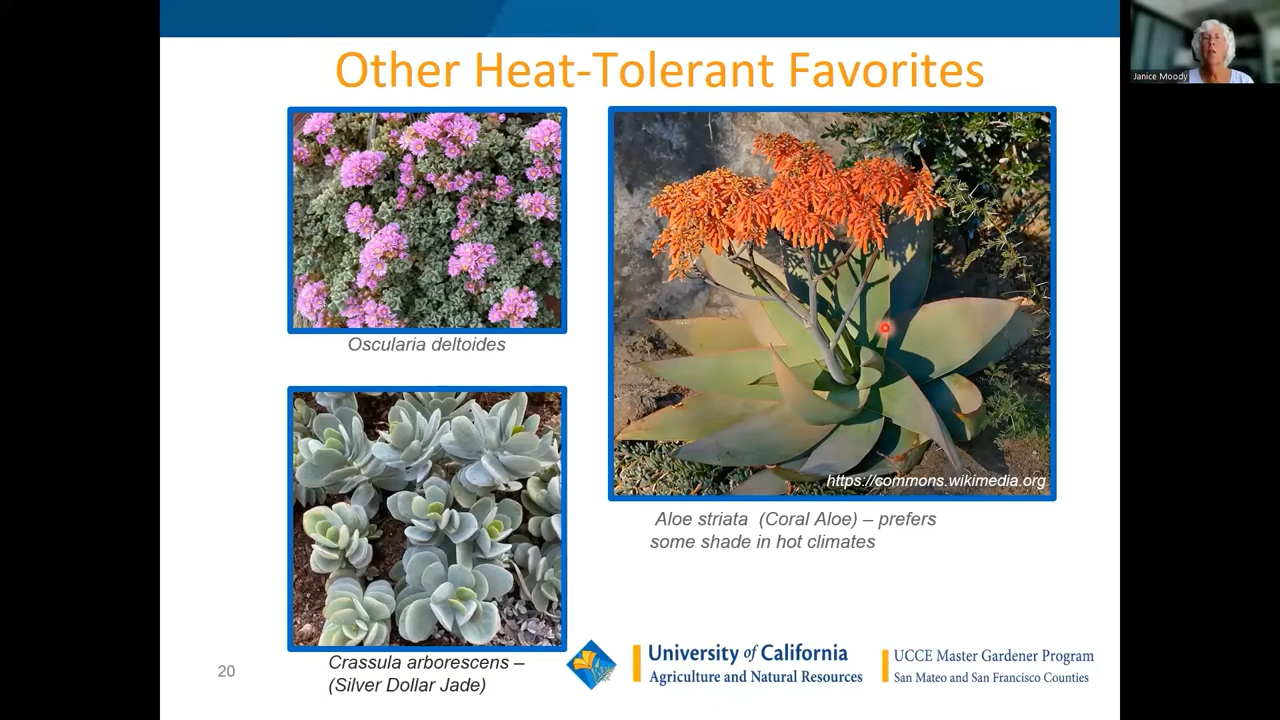 Other Heat-Tolerant Favorites
Janice Moody
Oscularia deltoides
https://commons.wikimedia.org
Aloe striata (Coral Aloe) – prefers
some shade in hot climates
Crassula arborescens –
(Silver Dollar Jade)
20
University of California
Agriculture and Natural Resources
UCCE Master Gardener Program
San Mateo and San Francisco Counties